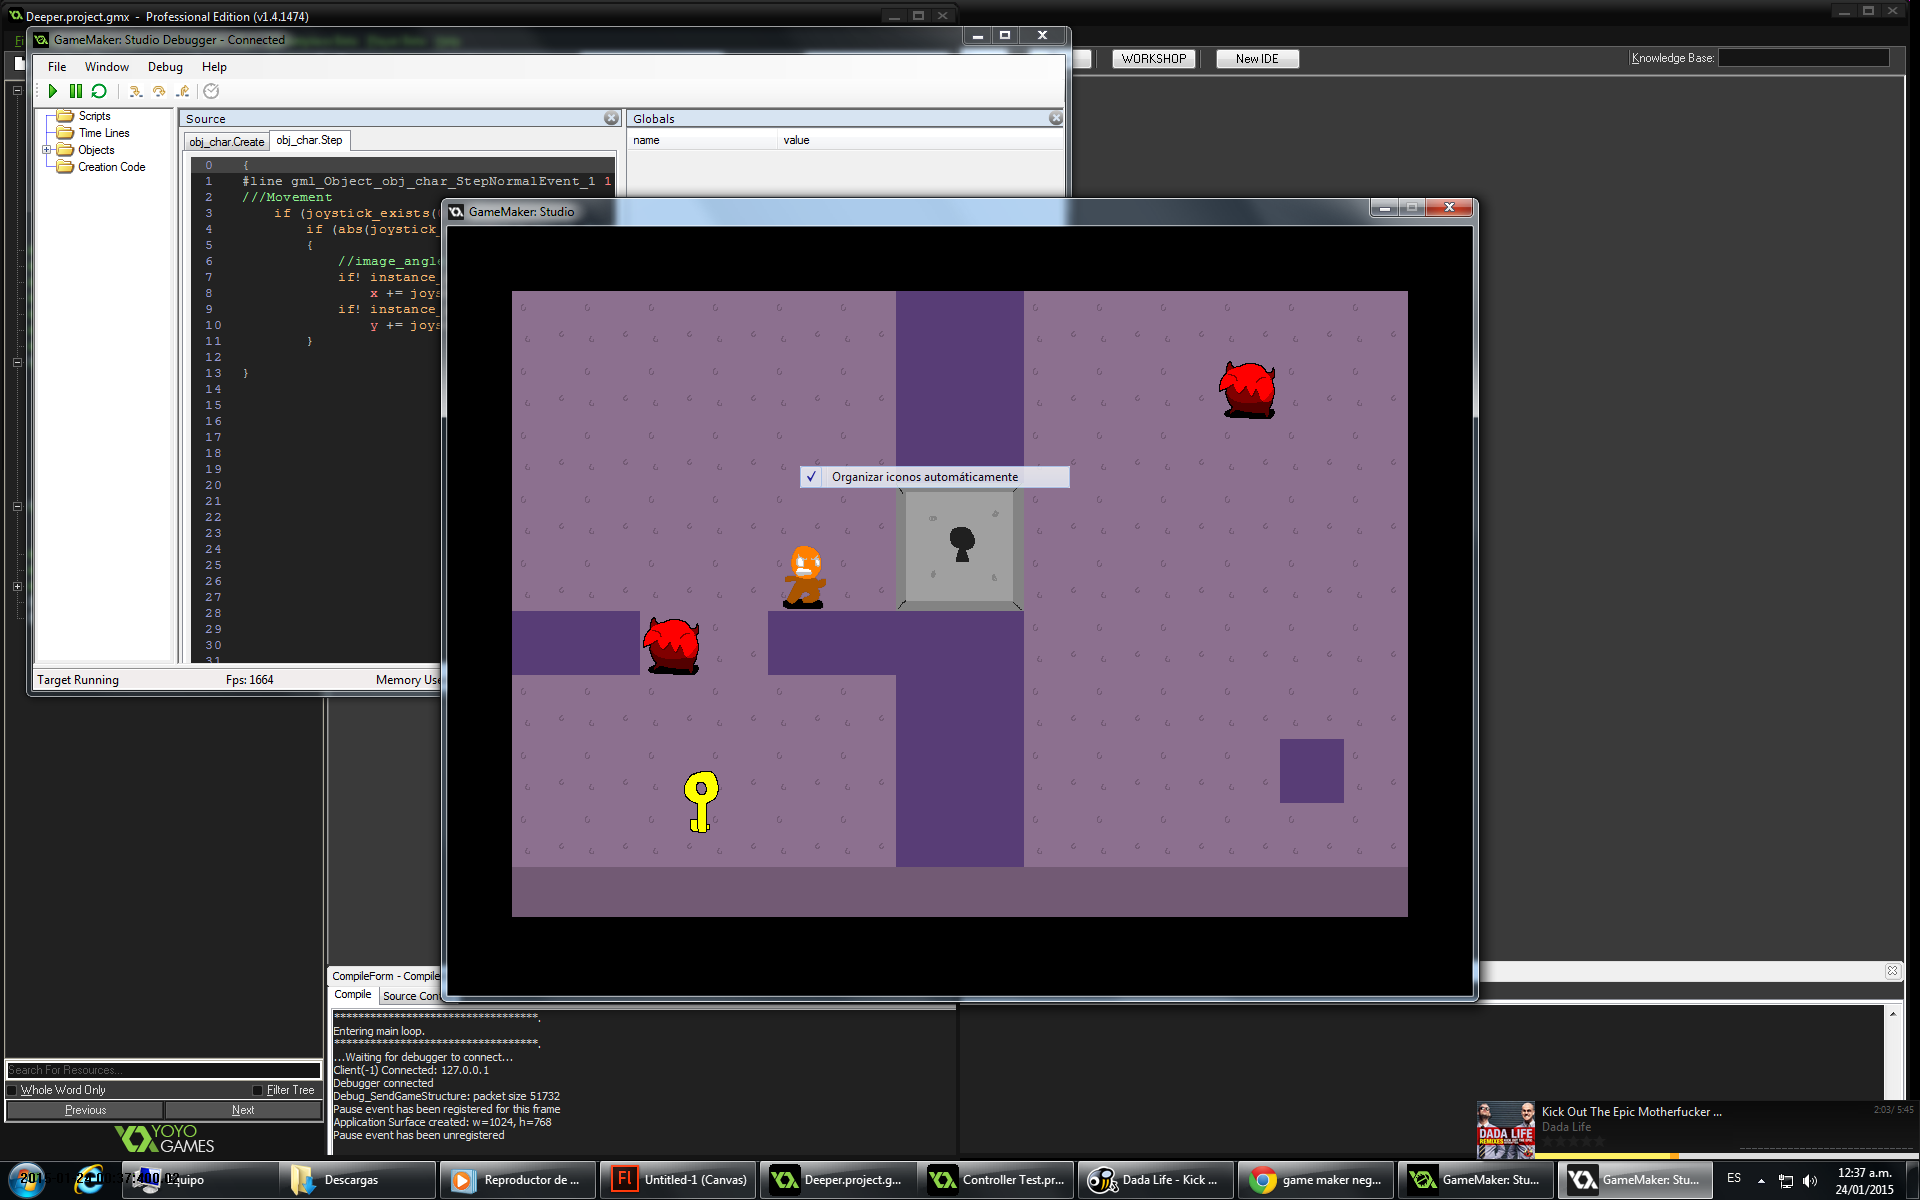 Deeper.project.gmx - Professional Edition (v1.4.1474)
GameMaker: Studio Debugger - Connected
WORKSHOP
New IDE
Knowledge Base:
File Window Debug Help
Scripts
Time Lines
Objects
Creation Code
Source
obj_char.Create
obj_char.Step
Globals
name value
0 {
1 #line gml_Object_obj_char_StepNormalEvent_1 1
2 ///Movement
3 if (joystick_exists(
4 if (abs(joystick_
5 {
6 //image_angl
7 if! instance_
8 x += joys
9 if! instance_
10 y += joys
11 }
12
13 }
14
15
16
17
18
19
20
21
22
23
24
25
26
27
28
29
30
31
Target Running
Fps: 1664
Memory Use
GameMaker: Studio
✓ Organizar iconos automáticamente
CompileForm - Compile
Compile
Source Con
***********************************.
Entering main loop.
***********************************.
...Waiting for debugger to connect...
Client(-1) Connected: 127.0.0.1
Debugger connected
Debug_SendGameStructure: packet size 51732
Pause event has been registered for this frame
Application Surface created: w=1024, h=768
Pause event has been unregistered
Search For Resources...
Whole Word Only
Filter Tree
Previous
Next
YOYO
GAMES
DADA LIFE
Kick Out The Epic Motherfucker ...
Dada Life
2:03/ 5:45
Equipo
Descargas
Reproductor de ...
Untitled-1 (Canvas)
Deeper.project.g...
Controller Test.pr...
Dada Life - Kick ...
game maker neg...
GameMaker: Stu...
GameMaker: Stu...
ES
12:37 a.m.
24/01/2015